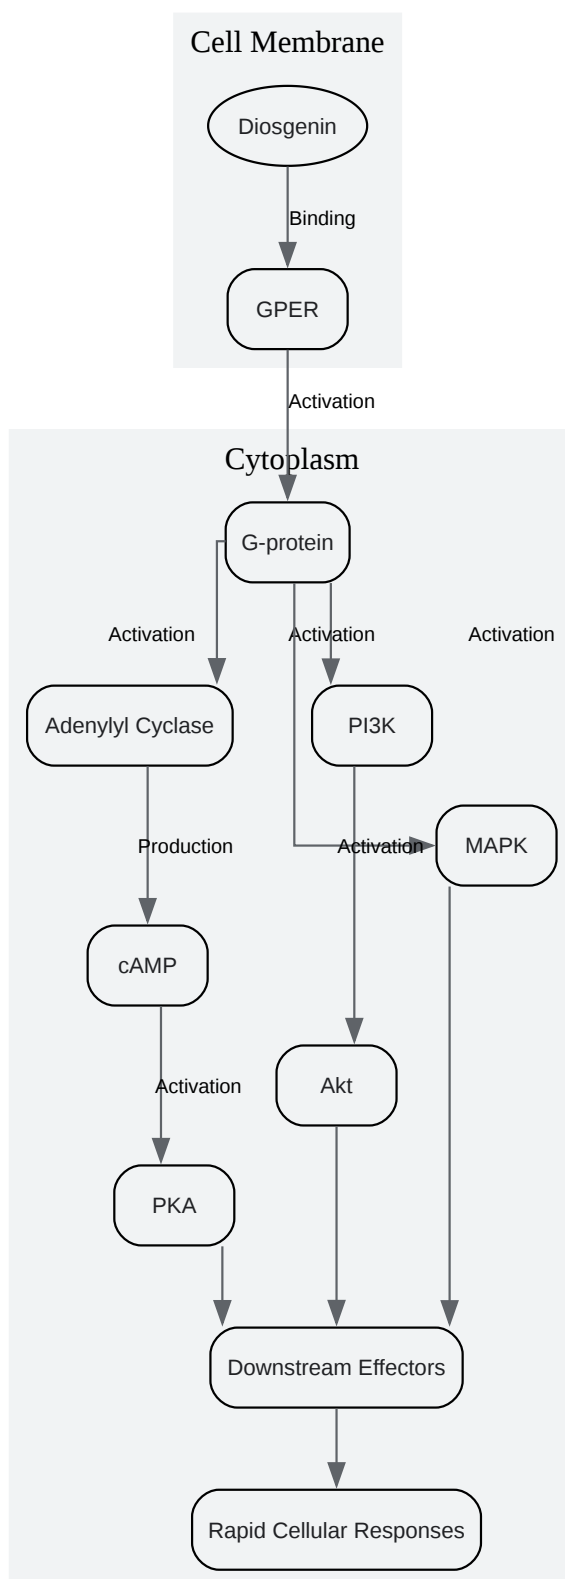 Cell Membrane
Diosgenin
Binding
GPER
Activation
Cytoplasm
G-protein
Activation
Activation
Activation
Adenylyl Cyclase
PI3K
Production
Activation
MAPK
cAMP
Activation
Akt
PKA
Downstream Effectors
Rapid Cellular Responses